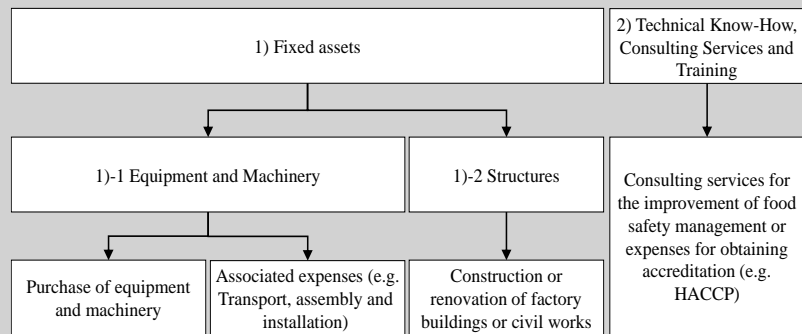 1) Fixed assets
2) Technical Know-How,
Consulting Services and
Training
1)-1 Equipment and Machinery
1)-2 Structures
Consulting services for
the improvement of food
safety management or
expenses for obtaining
accreditation (e.g.
HACCP)
Purchase of equipment
and machinery
Associated expenses (e.g.
Transport, assembly and
installation)
Construction or
renovation of factory
buildings or civil works